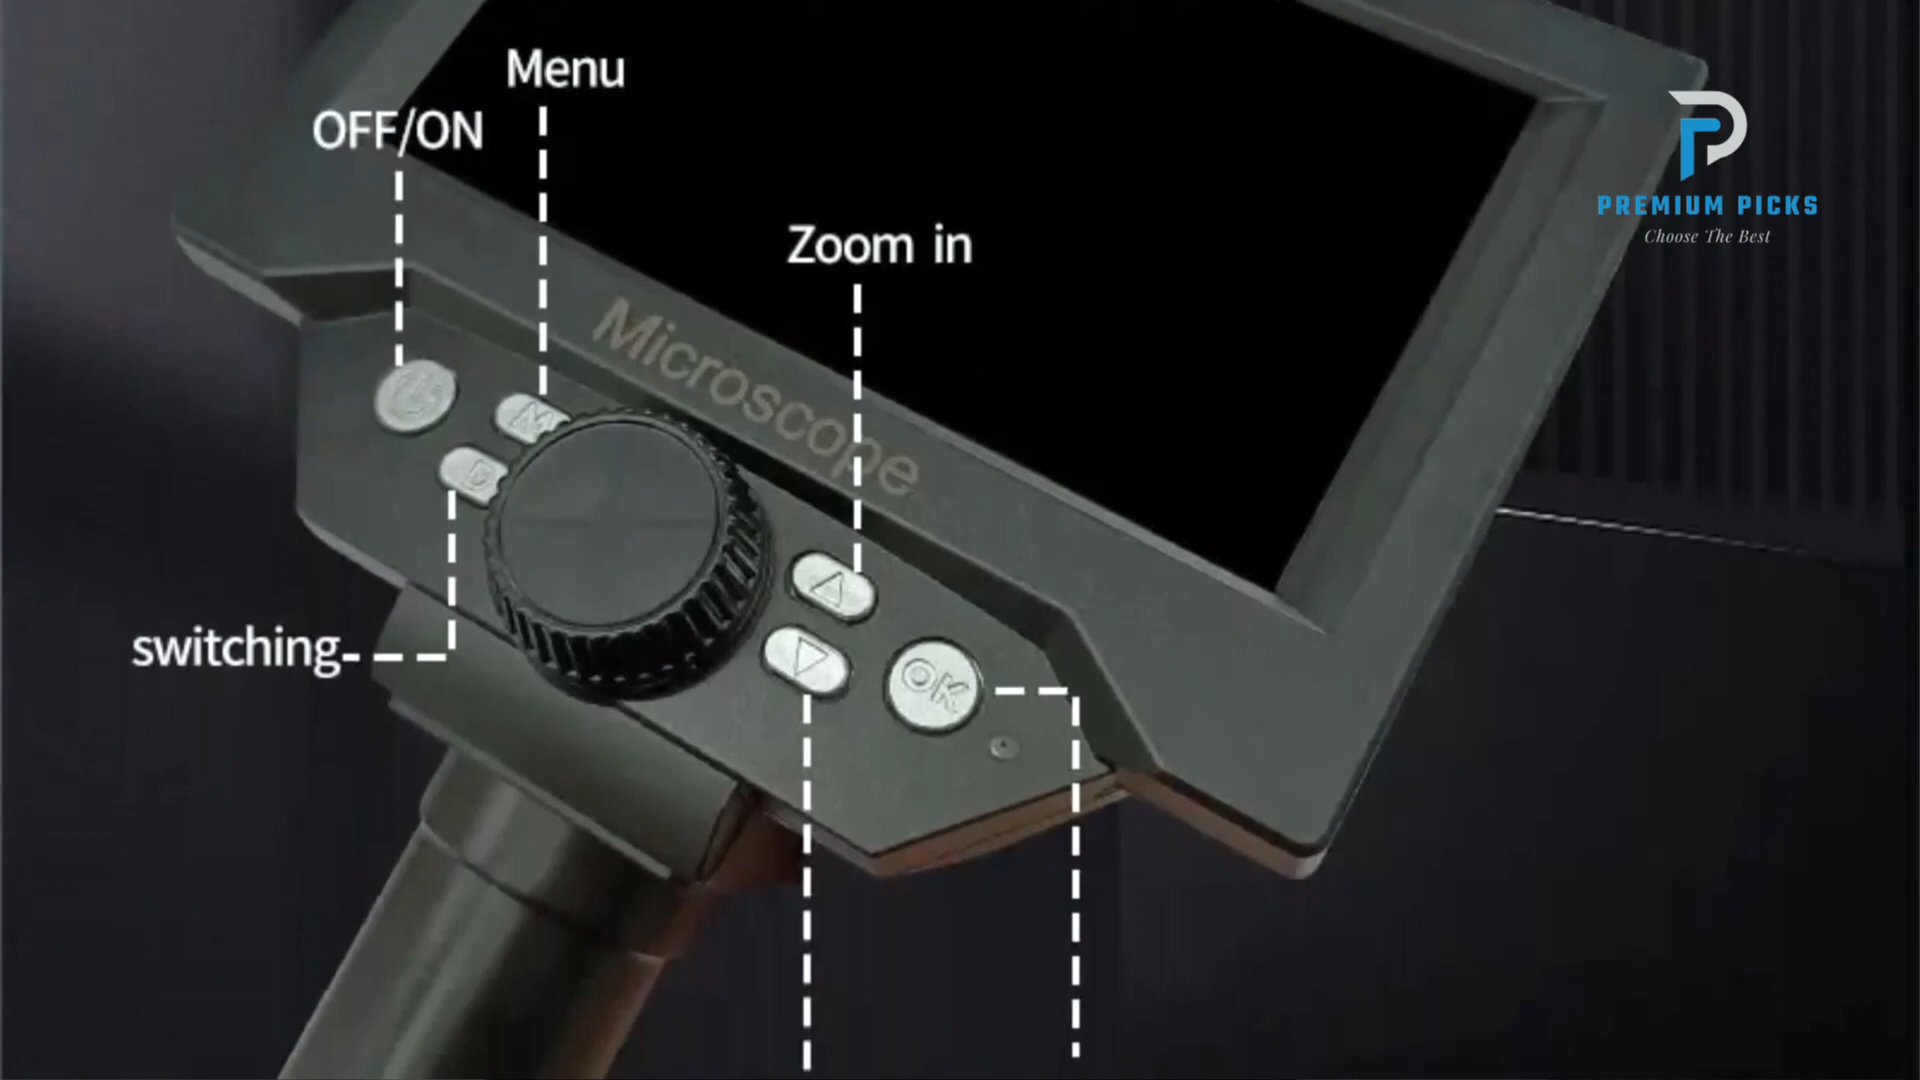 Menu
OFF/ON
PREMIUM PICKS
Choose The Best
Zoom in
Microscope
M
D
switching
OK